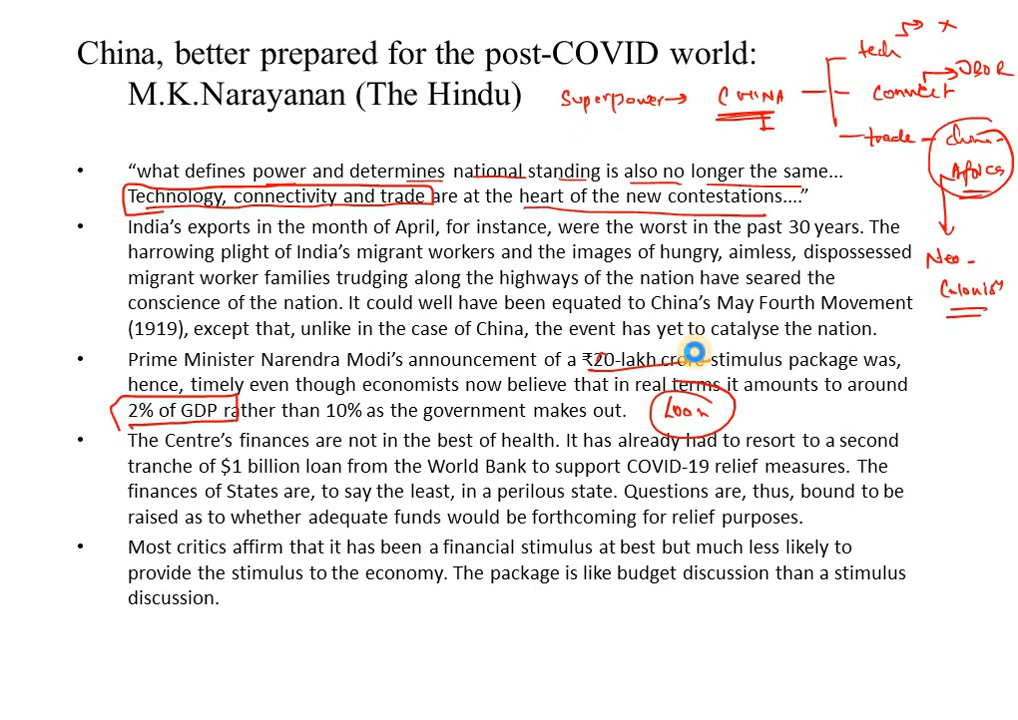 China, better prepared for the post-COVID world:
M.K.Narayanan (The Hindu)
Superpower → CHINA
tech
5G → x
connect
OBOR
trade
China-
Africa
Neo-
Colonism
• “what defines power and determines national standing is also no longer the same...
Technology, connectivity and trade are at the heart of the new contestations....”
• India’s exports in the month of April, for instance, were the worst in the past 30 years. The
harrowing plight of India’s migrant workers and the images of hungry, aimless, dispossessed
migrant worker families trudging along the highways of the nation have seared the
conscience of the nation. It could well have been equated to China’s May Fourth Movement
(1919), except that, unlike in the case of China, the event has yet to catalyse the nation.
• Prime Minister Narendra Modi’s announcement of a ₹20-lakh crore stimulus package was,
hence, timely even though economists now believe that in real terms it amounts to around
2% of GDP rather than 10% as the government makes out.
Loan
• The Centre’s finances are not in the best of health. It has already had to resort to a second
tranche of $1 billion loan from the World Bank to support COVID-19 relief measures. The
finances of States are, to say the least, in a perilous state. Questions are, thus, bound to be
raised as to whether adequate funds would be forthcoming for relief purposes.
• Most critics affirm that it has been a financial stimulus at best but much less likely to
provide the stimulus to the economy. The package is like budget discussion than a stimulus
discussion.